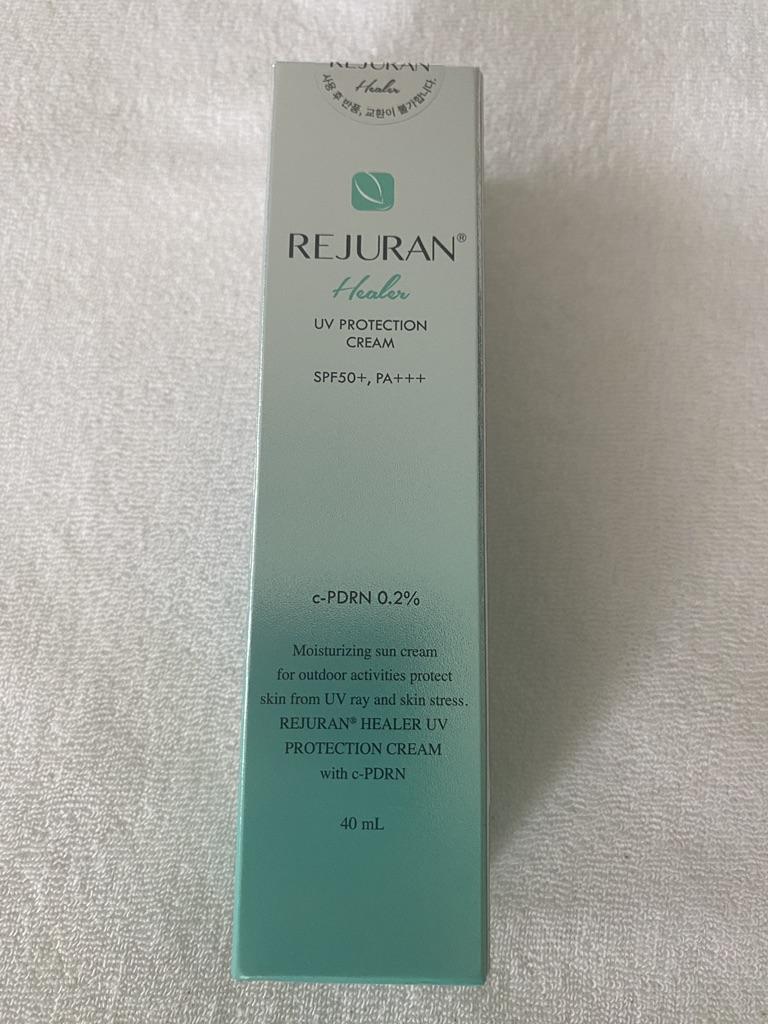 REJURAN
Healer
사용 후 반품, 교환이 불가합니다.
REJURAN®
Healer
UV PROTECTION
CREAM
SPF50+, PA+++
c-PDRN 0.2%
Moisturizing sun cream
for outdoor activities protect
skin from UV ray and skin stress.
REJURAN® HEALER UV
PROTECTION CREAM
with c-PDRN
40 mL